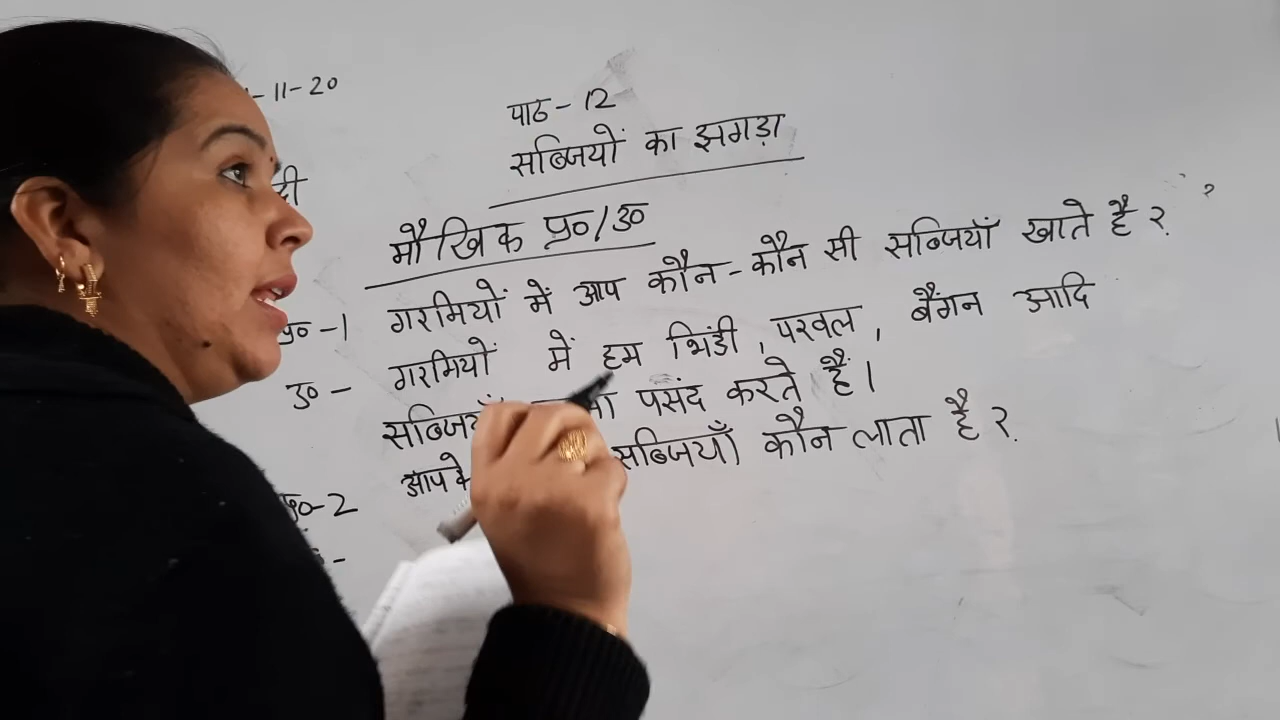 -11-20
पाठ - 12
सब्जियों का झगड़ा
मौखिक प्र०/उ०
प्र० -1 गरमियों में आप कौन-कौन सी सब्जियाँ खाते है ?
उ० - गरमियों में हम भिंडी, परवल, बैंगन आदि
पसंद करते हैं।
प्र०-2 आपके सब्जियाँ कौन लाता है ?